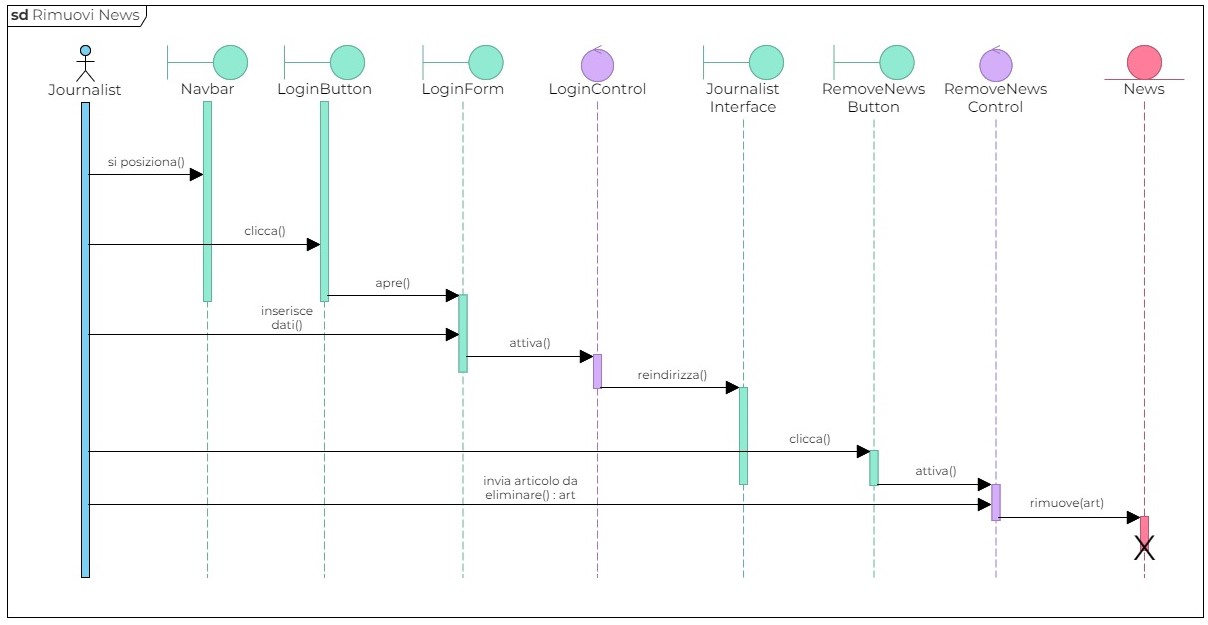 sd Rimuovi News
Journalist
Navbar
LoginButton
LoginForm
LoginControl
Journalist
Interface
RemoveNews
Button
RemoveNews
Control
News
si posiziona()
clicca()
apre()
inserisce
dati()
attiva()
reindirizza()
clicca()
attiva()
invia articolo da
eliminare() : art
rimuove(art)